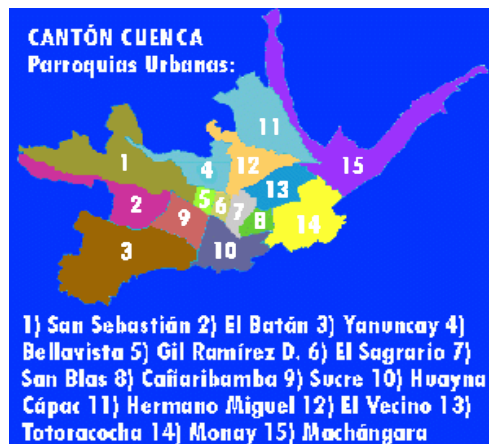 CANTÓN CUENCA
Parroquias Urbanas:
11
1
4
12
15
2
5
6
7
13
9
8
14
3
10
1) San Sebastián 2) El Batán 3) Yanuncay 4)
Bellavista 5) Gil Ramírez D. 6) El Sagrario 7)
San Blas 8) Cañaribamba 9) Sucre 10) Huayna
Cápac 11) Hermano Miguel 12) El Vecino 13)
Totoracocha 14) Monay 15) Machángara